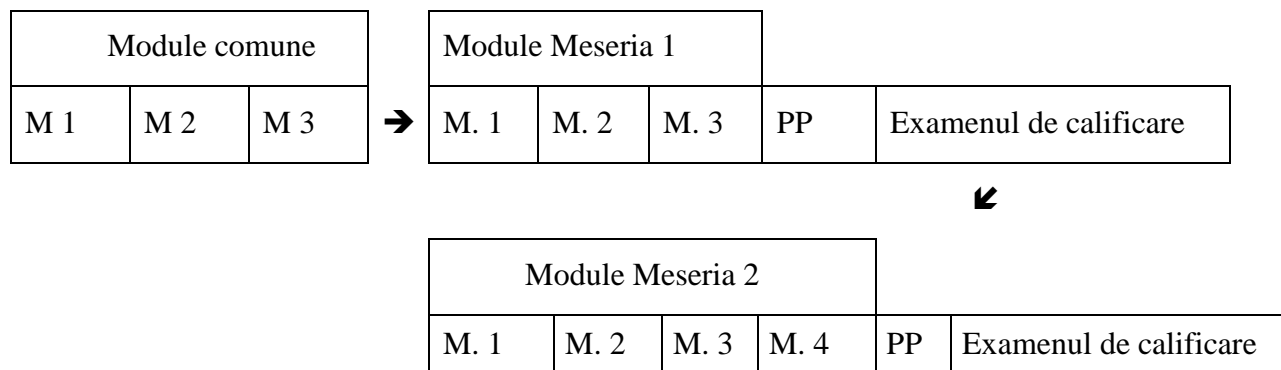 Module comune Module Meseria 1
M 1 M 2 M 3 ➔ M. 1 M. 2 M. 3 PP Examenul de calificare
Module Meseria 2
M. 1 M. 2 M. 3 M. 4 PP Examenul de calificare